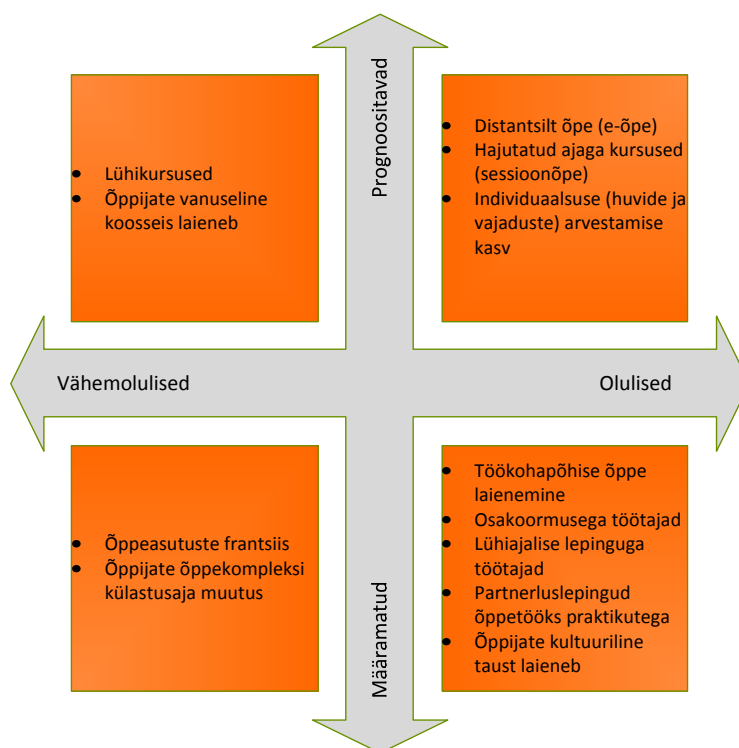 Prognoositavad
Lühikursused
Õppijate vanuseline
koosseis laieneb
Distantsilt õpe (e-õpe)
Hajutatud ajaga kursused
(sessioonõpe)
Individuaalsuse (huvide ja
vajaduste) arvestamise
kasv
Vähemolulised
Olulised
Õppeasutuste frantsiis
Õppijate õppekompleksi
külastusaja muutus
Töökohapõhise õppe
laienemine
Osakoormusega töötajad
Lühiajalise lepinguga
töötajad
Partnerluslepingud
õppetööks praktikutega
Õppijate kultuuriline
taust laieneb
Määramatud